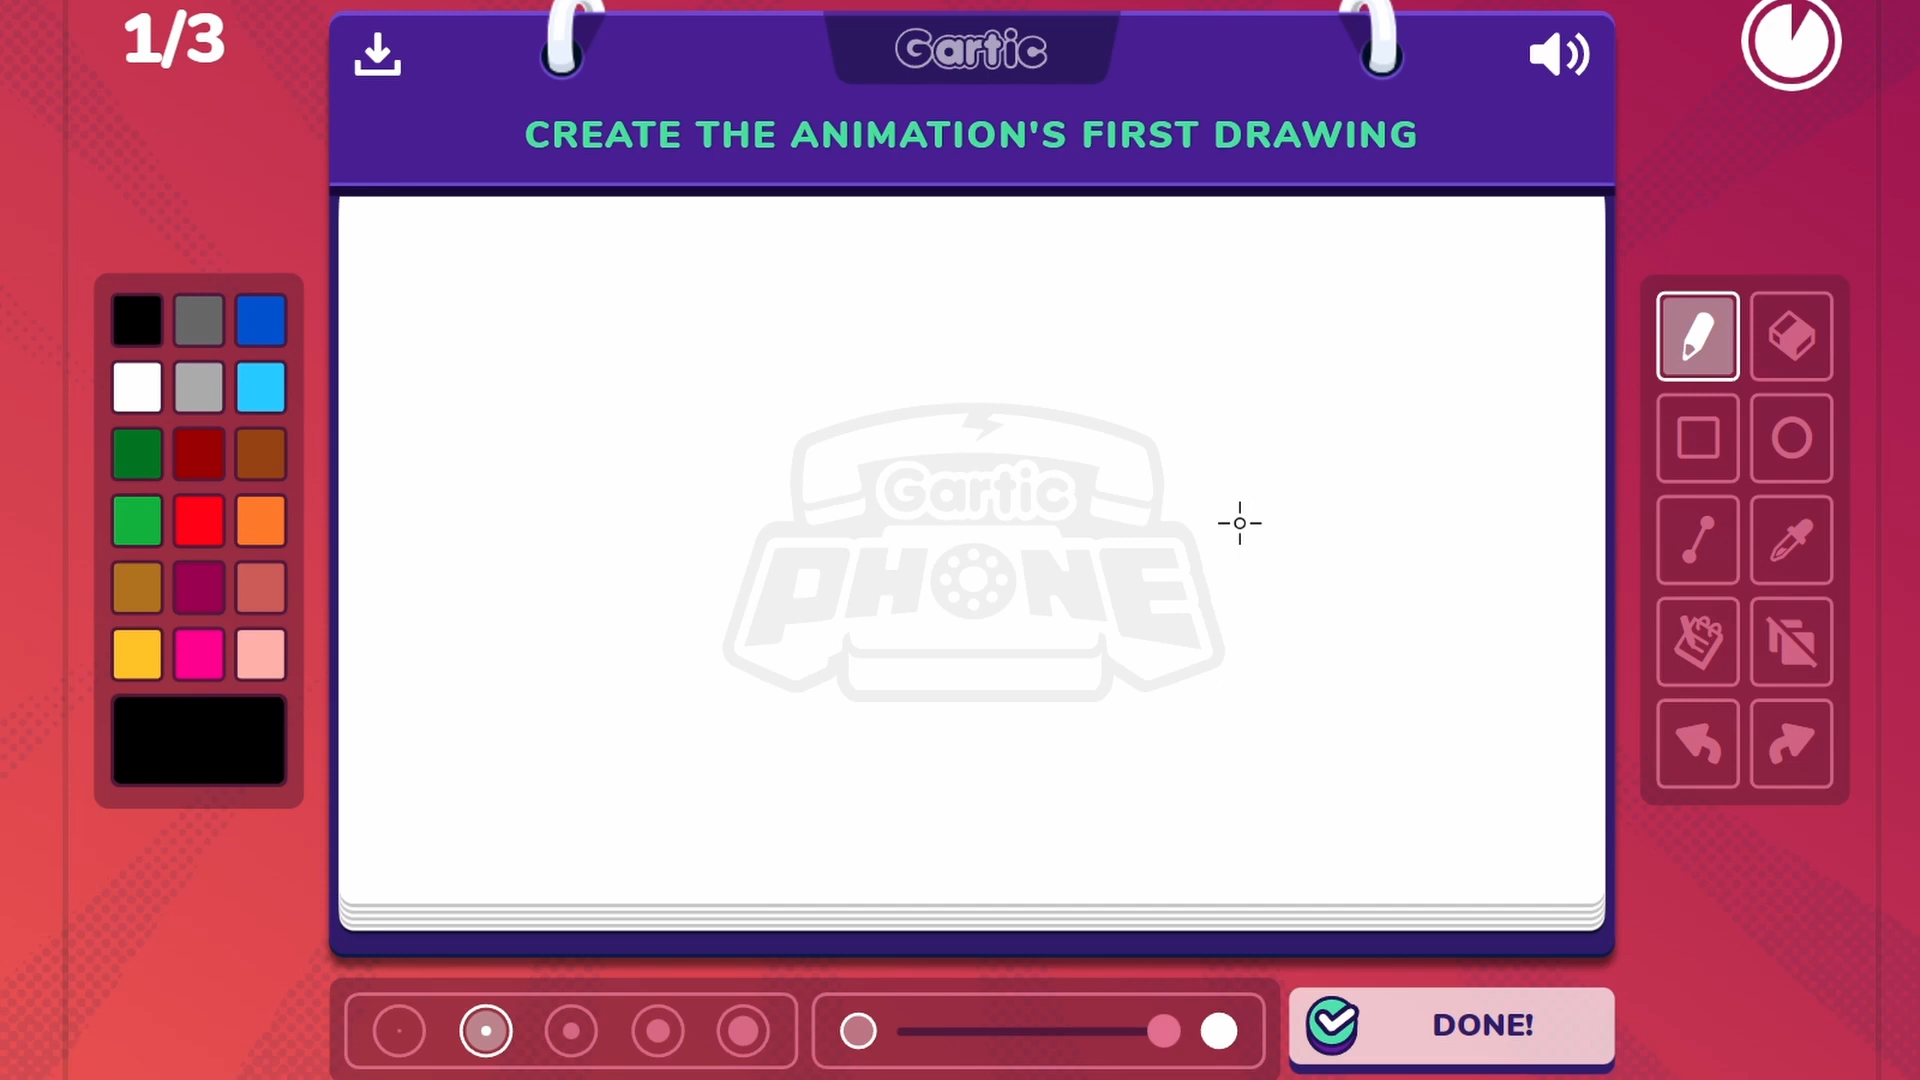 1/3
Gartic
CREATE THE ANIMATION'S FIRST DRAWING
Gartic
PHONE
DONE!